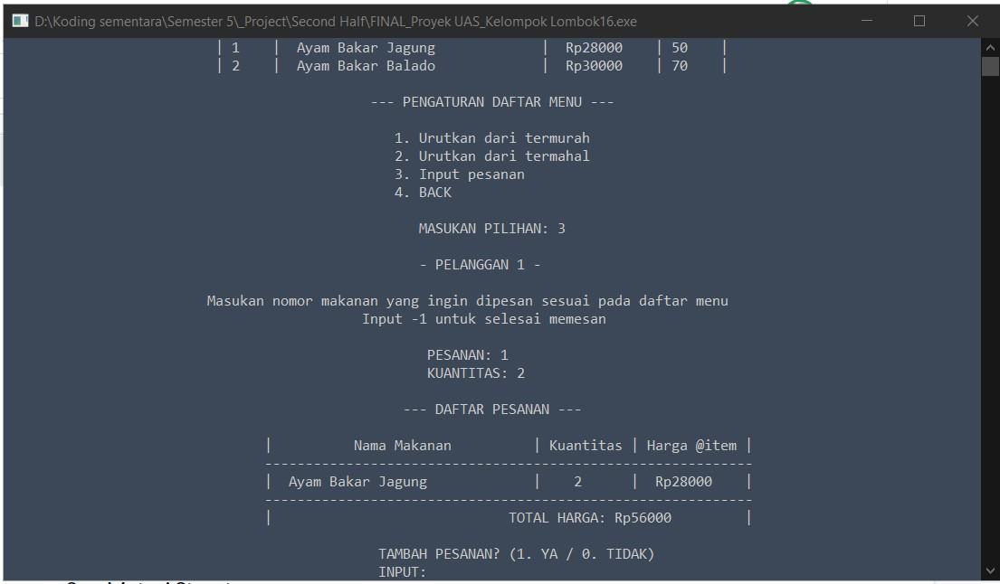 D:\Koding sementara\Semester 5\_Project\Second Half\FINAL_Proyek UAS_Kelompok Lombok16.exe
| 1 | Ayam Bakar Jagung | Rp28000 | 50 |
| 2 | Ayam Bakar Balado | Rp30000 | 70 |
--- PENGATURAN DAFTAR MENU ---
1. Urutkan dari termurah
2. Urutkan dari termahal
3. Input pesanan
4. BACK
MASUKAN PILIHAN: 3
- PELANGGAN 1 -
Masukan nomor makanan yang ingin dipesan sesuai pada daftar menu
Input -1 untuk selesai memesan
PESANAN: 1
KUANTITAS: 2
--- DAFTAR PESANAN ---
| Nama Makanan | Kuantitas | Harga @item |
------------------------------------------------------------
| Ayam Bakar Jagung | 2 | Rp28000 |
------------------------------------------------------------
| TOTAL HARGA: Rp56000 |
TAMBAH PESANAN? (1. YA / 0. TIDAK)
INPUT: